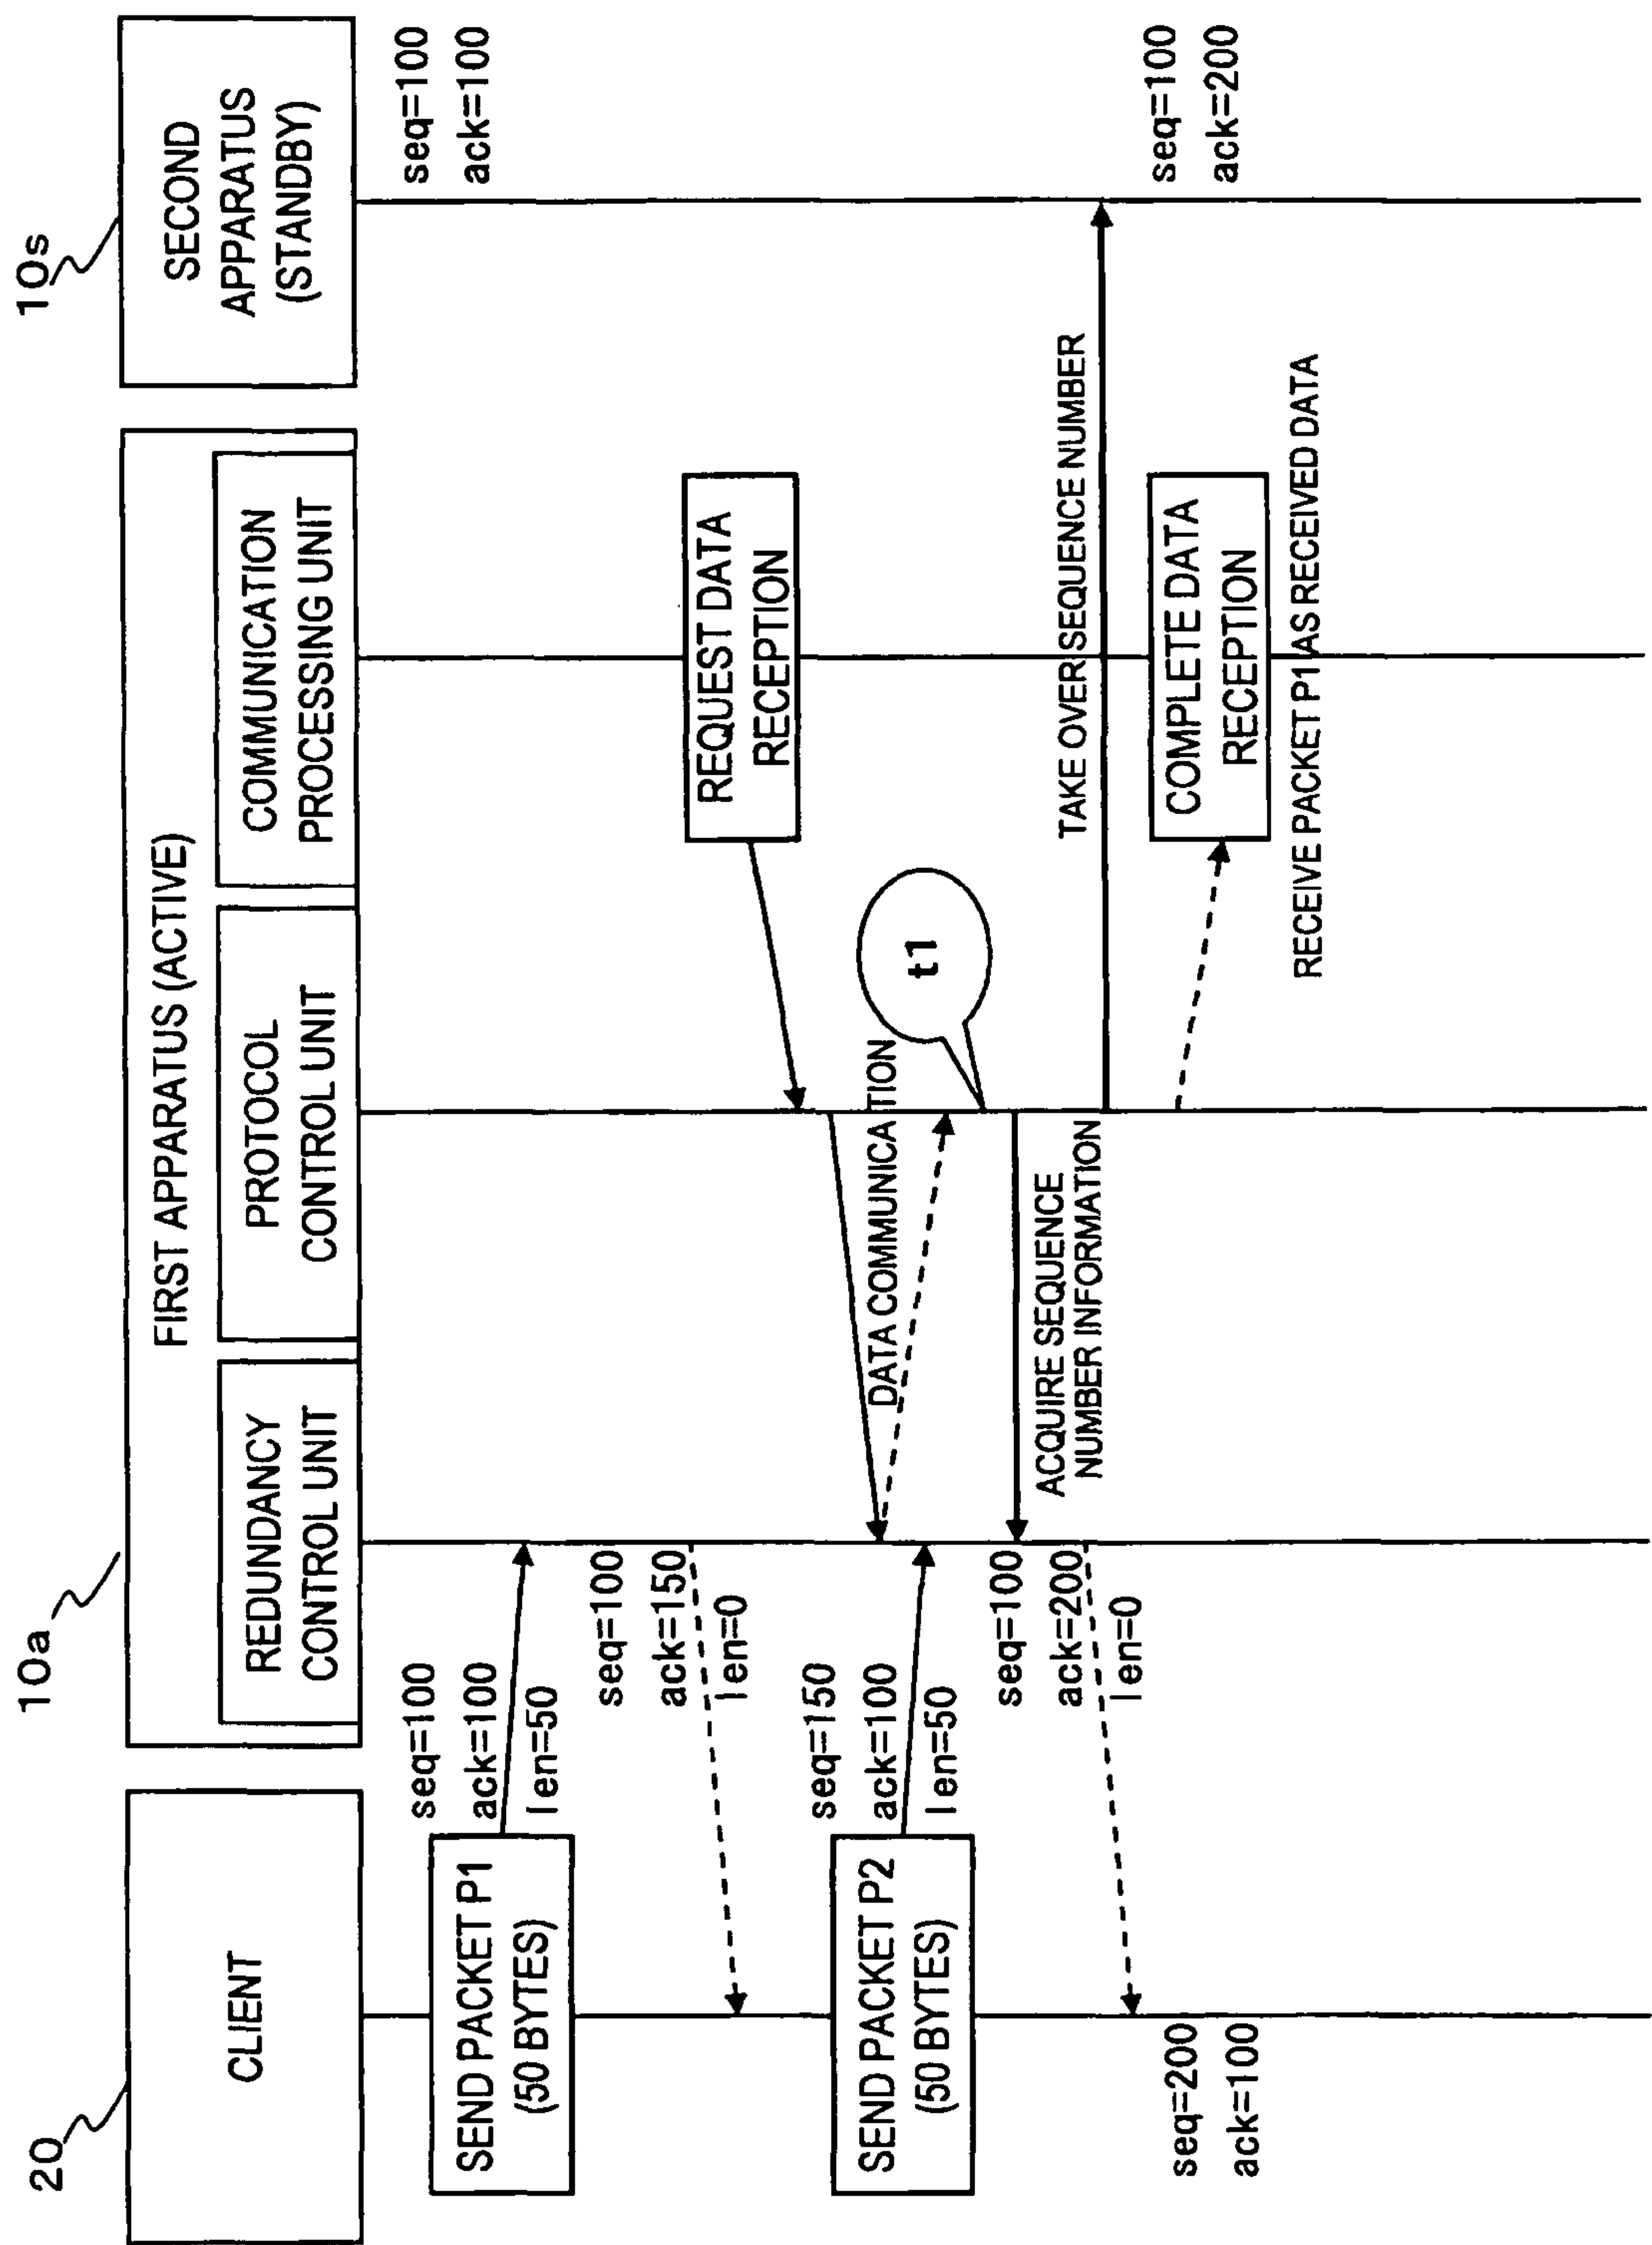 20
CLIENT
10a
FIRST APPARATUS (ACTIVE)
REDUNDANCY
CONTROL UNIT
PROTOCOL
CONTROL UNIT
COMMUNICATION
PROCESSING UNIT
10s
SECOND
APPARATUS
(STANDBY)
seq=100
ack=100
SEND PACKET P1
(50 BYTES)
seq=100
ack=100
len=50
seq=100
ack=150
len=0
REQUEST DATA
RECEPTION
DATA COMMUNICATION
SEND PACKET P2
(50 BYTES)
seq=150
ack=100
len=50
t1
seq=100
ack=200
len=0
ACQUIRE SEQUENCE
NUMBER INFORMATION
TAKE OVER SEQUENCE NUMBER
COMPLETE DATA
RECEPTION
RECEIVE PACKET P1 AS RECEIVED DATA
seq=200
ack=100
seq=100
ack=200